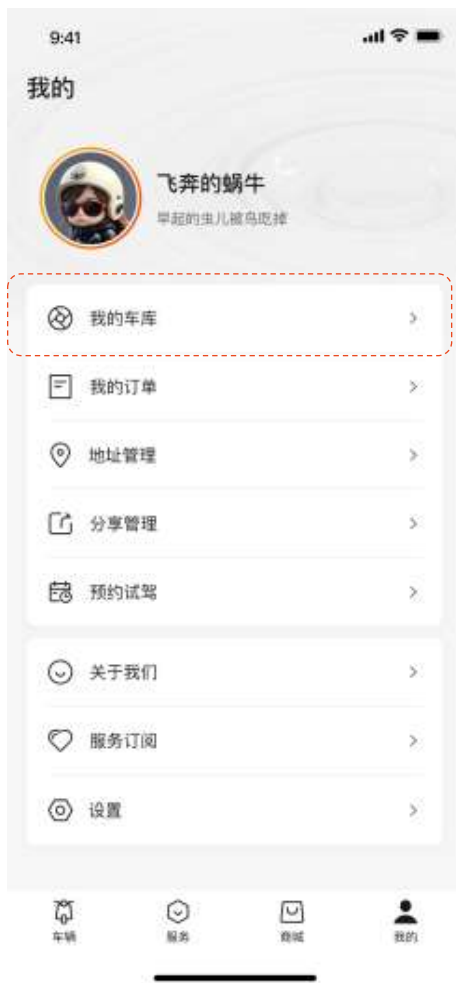 9:41
我的
飞奔的蜗牛
早起的虫儿被鸟吃掉
我的车库
我的订单
地址管理
分享管理
预约试驾
关于我们
服务订阅
设置
车辆 服务 商城 我的